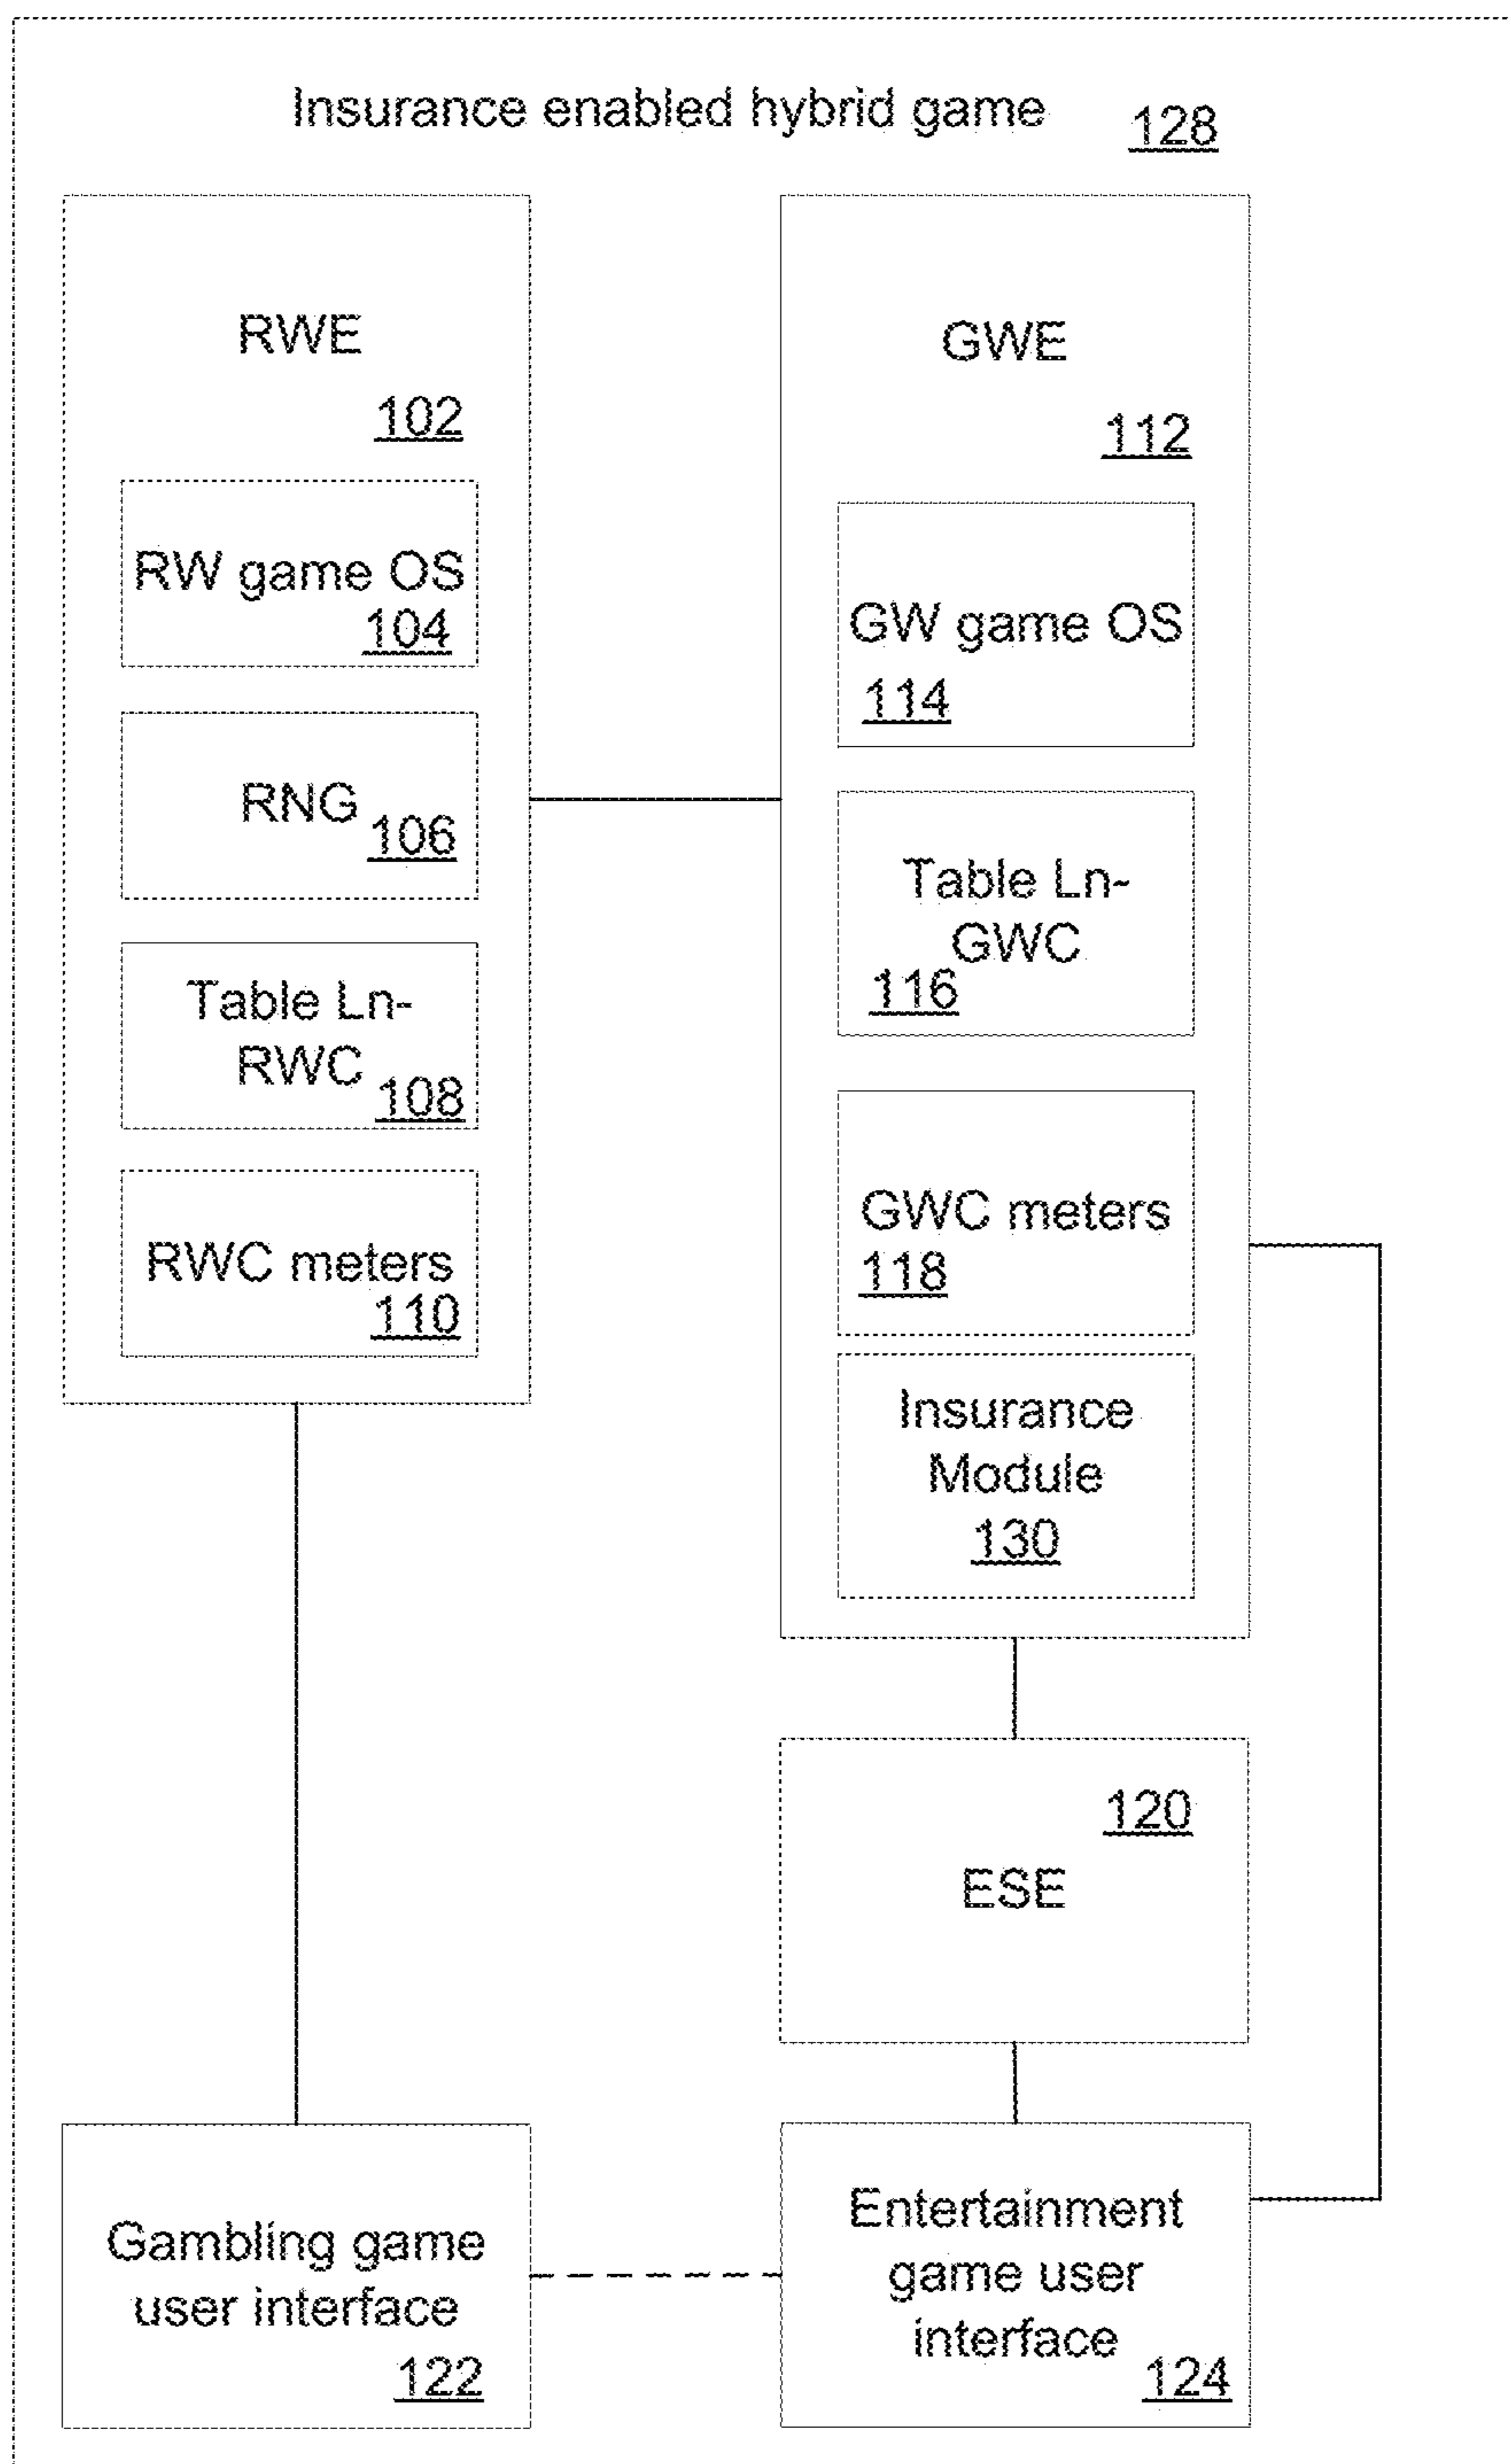 Insurance enabled hybrid game 128
RWE
102
RW game OS
104
RNG
106
Table Ln-
RWC
108
RWC meters
110
GWE
112
GW game OS
114
Table Ln-
GWC
116
GWC meters
118
Insurance
Module
130
120
ESE
Gambling game
user interface
122
Entertainment
game user
interface
124